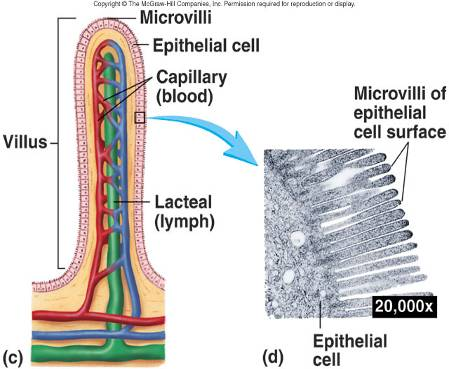 Copyright © The McGraw-Hill Companies, Inc. Permission required for reproduction or display.
Microvilli
Epithelial cell
Capillary
(blood)
Villus
Lacteal
(lymph)
(c)
Microvilli of
epithelial
cell surface
20,000x
Epithelial
cell
(d)